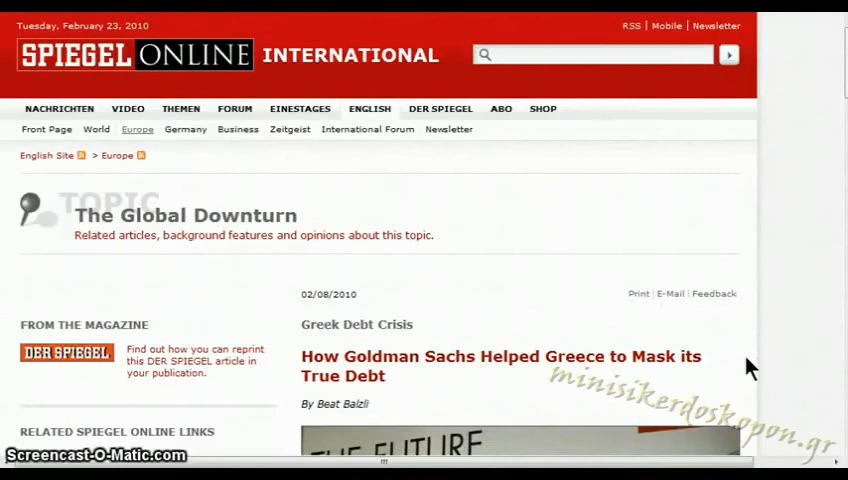 Tuesday, February 23, 2010
RSS | Mobile | Newsletter
SPIEGEL ONLINE INTERNATIONAL
NACHRICHTEN VIDEO THEMEN FORUM EINESTAGES ENGLISH DER SPIEGEL ABO SHOP
Front Page World Europe Germany Business Zeitgeist International Forum Newsletter
English Site > Europe
TOPIC
The Global Downturn
Related articles, background features and opinions about this topic.
02/08/2010
Print | E-Mail | Feedback
FROM THE MAGAZINE
DER SPIEGEL
Find out how you can reprint
this DER SPIEGEL article in
your publication.
RELATED SPIEGEL ONLINE LINKS
Greek Debt Crisis
How Goldman Sachs Helped Greece to Mask its
True Debt
By Beat Balzli
THE FUTURE
minisikerdoskopon.gr
Screencast-O-Matic.com